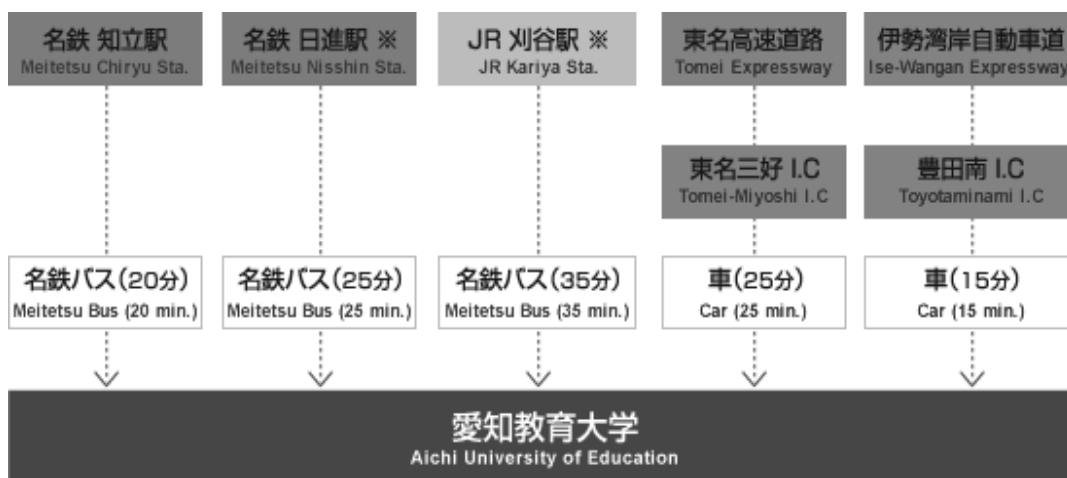 名鉄 知立駅
Meitetsu Chiryu Sta.
名鉄 日進駅 ※
Meitetsu Nisshin Sta.
JR 刈谷駅 ※
JR Kariya Sta.
東名高速道路
Tomei Expressway
伊勢湾岸自動車道
Ise-Wangan Expressway
東名三好 I.C
Tomei-Miyoshi I.C
豊田南 I.C
Toyotaminami I.C
名鉄バス(20分)
Meitetsu Bus (20 min.)
名鉄バス(25分)
Meitetsu Bus (25 min.)
名鉄バス(35分)
Meitetsu Bus (35 min.)
車(25分)
Car (25 min.)
車(15分)
Car (15 min.)
愛知教育大学
Aichi University of Education